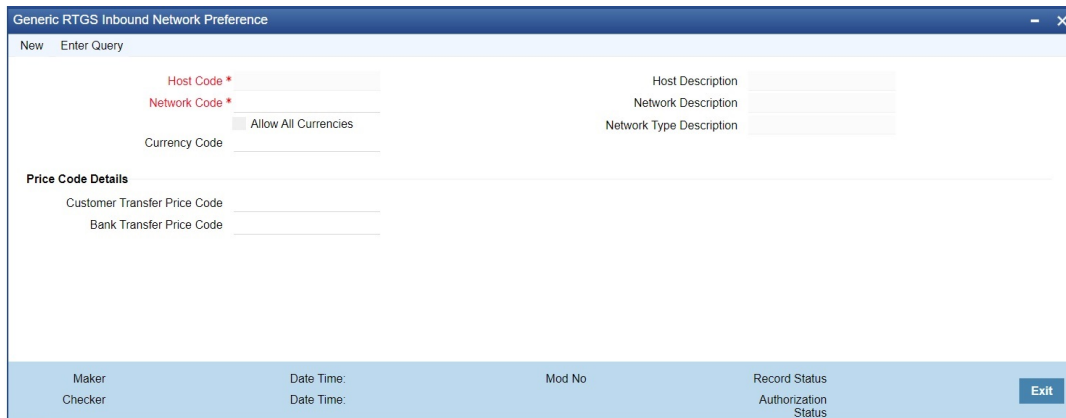 Generic RTGS Inbound Network Preference
New Enter Query
Host Code *
Host Description
Network Code *
Network Description
Allow All Currencies
Network Type Description
Currency Code
Price Code Details
Customer Transfer Price Code
Bank Transfer Price Code
Maker Date Time: Mod No Record Status
Checker Date Time: Authorization
Status
Exit